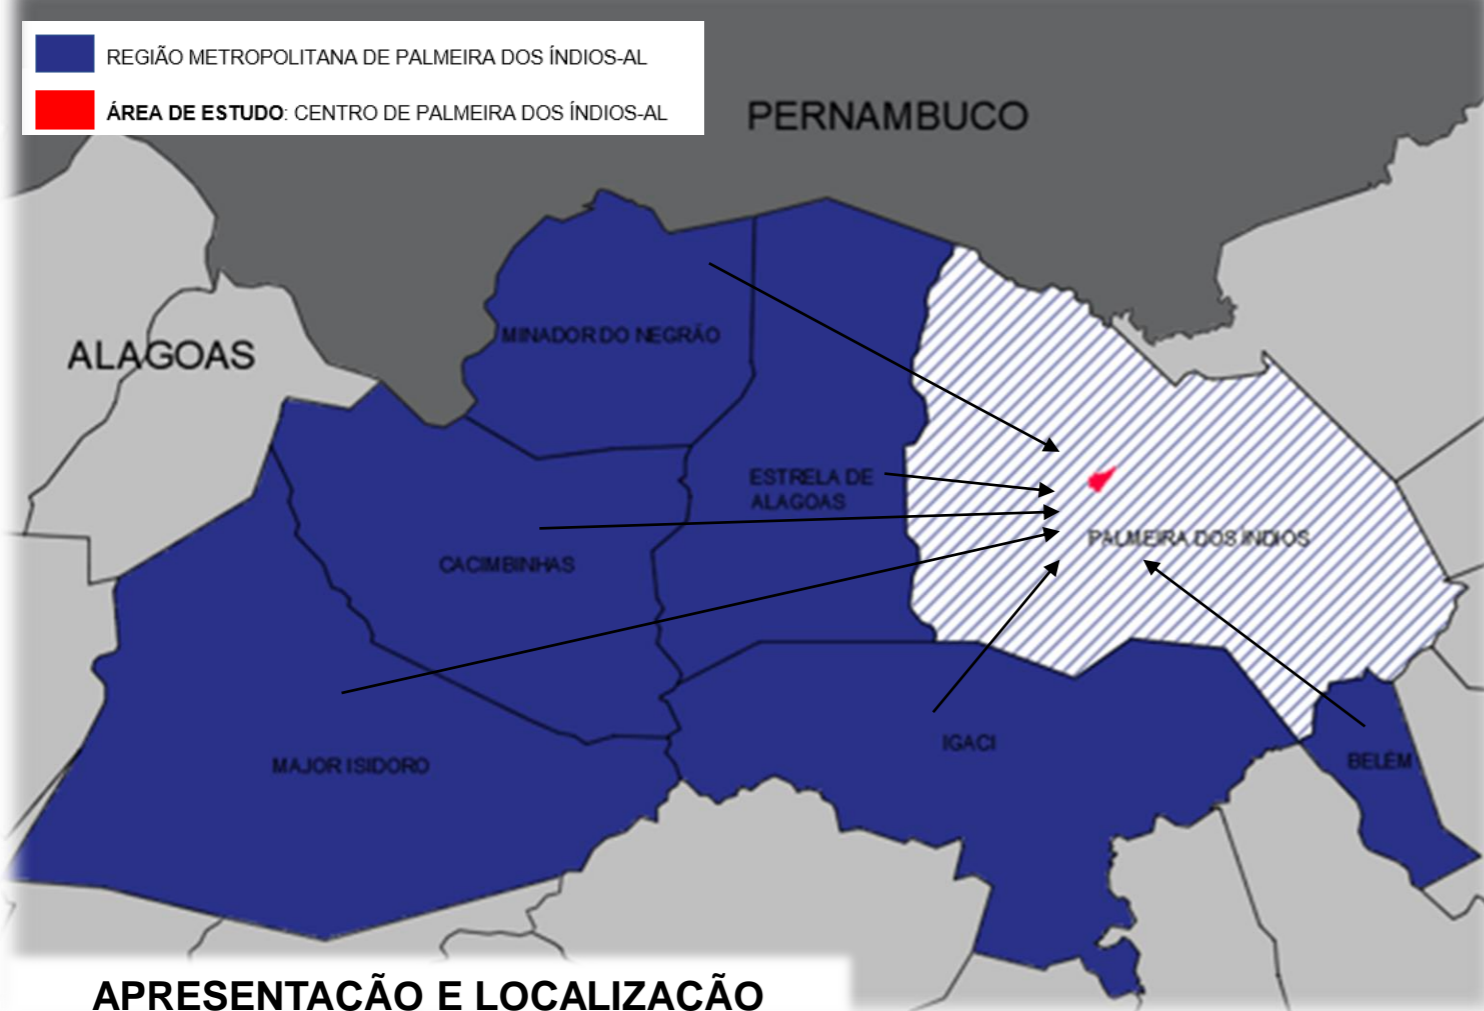 REGIÃO METROPOLITANA DE PALMEIRA DOS ÍNDIOS-AL
ÁREA DE ESTUDO: CENTRO DE PALMEIRA DOS ÍNDIOS-AL
PERNAMBUCO
ALAGOAS
MINADOR DO NEGRÃO
ESTRELA DE
ALAGOAS
PALMEIRA DOS ÍNDIOS
CACIMBINHAS
MAJOR ISIDORO
IGACI
BELÉM
APRESENTAÇÃO E LOCALIZAÇÃO